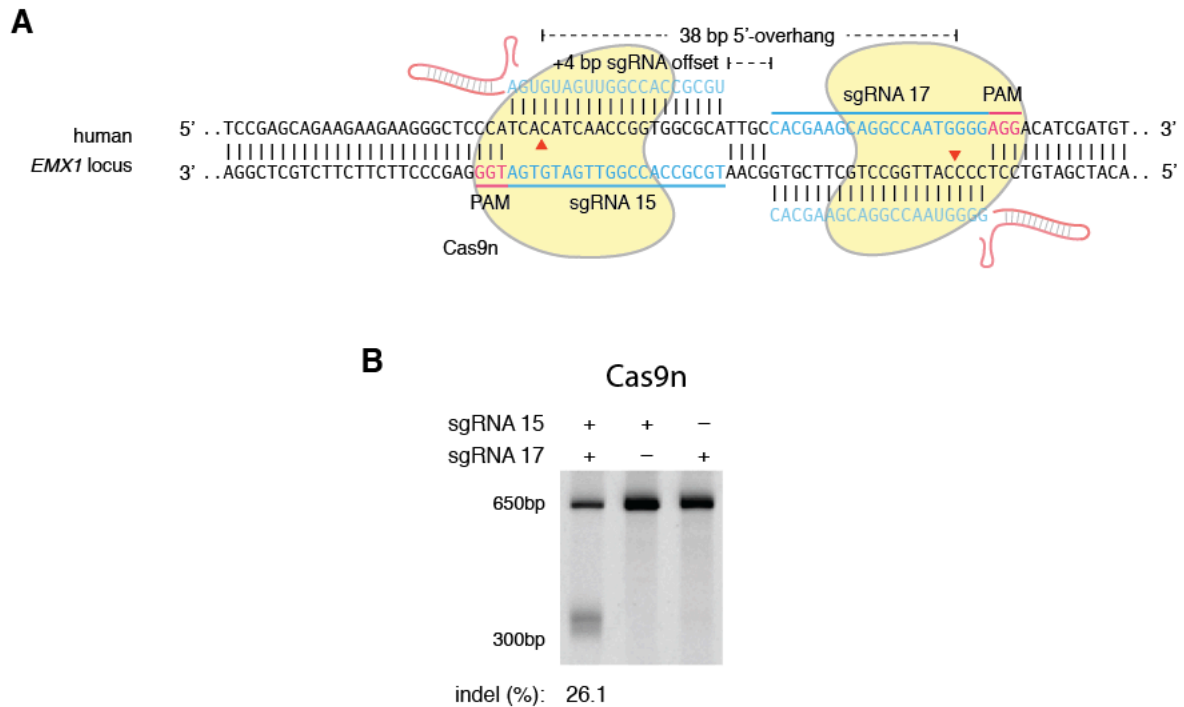 A
38 bp 5'-overhang
+4 bp sgRNA offset
AGUGUAGUUGGCCACCGCGU
sgRNA 17 PAM
human
EMX1 locus
5' ..TCCGAGCAGAAGAAGAAGGGCTCCCATCACATCAACCGGTGGCGCATTGCCACGAAGCAGGCCAATGGGGAGGACATCGATGT.. 3'
3' ..AGGCTCGTCTTCTTCTTCCCGAGGGTAGTGTAGTTGGCCACCGCGTAACGGTGCTTCGTCCGGTTACCCCTCCTGTAGCTACA.. 5'
PAM sgRNA 15
CACGAAGCAGGCCAAUGGGG
Cas9n
B
Cas9n
sgRNA 15 + + –
sgRNA 17 + – +
650bp
300bp
indel (%): 26.1